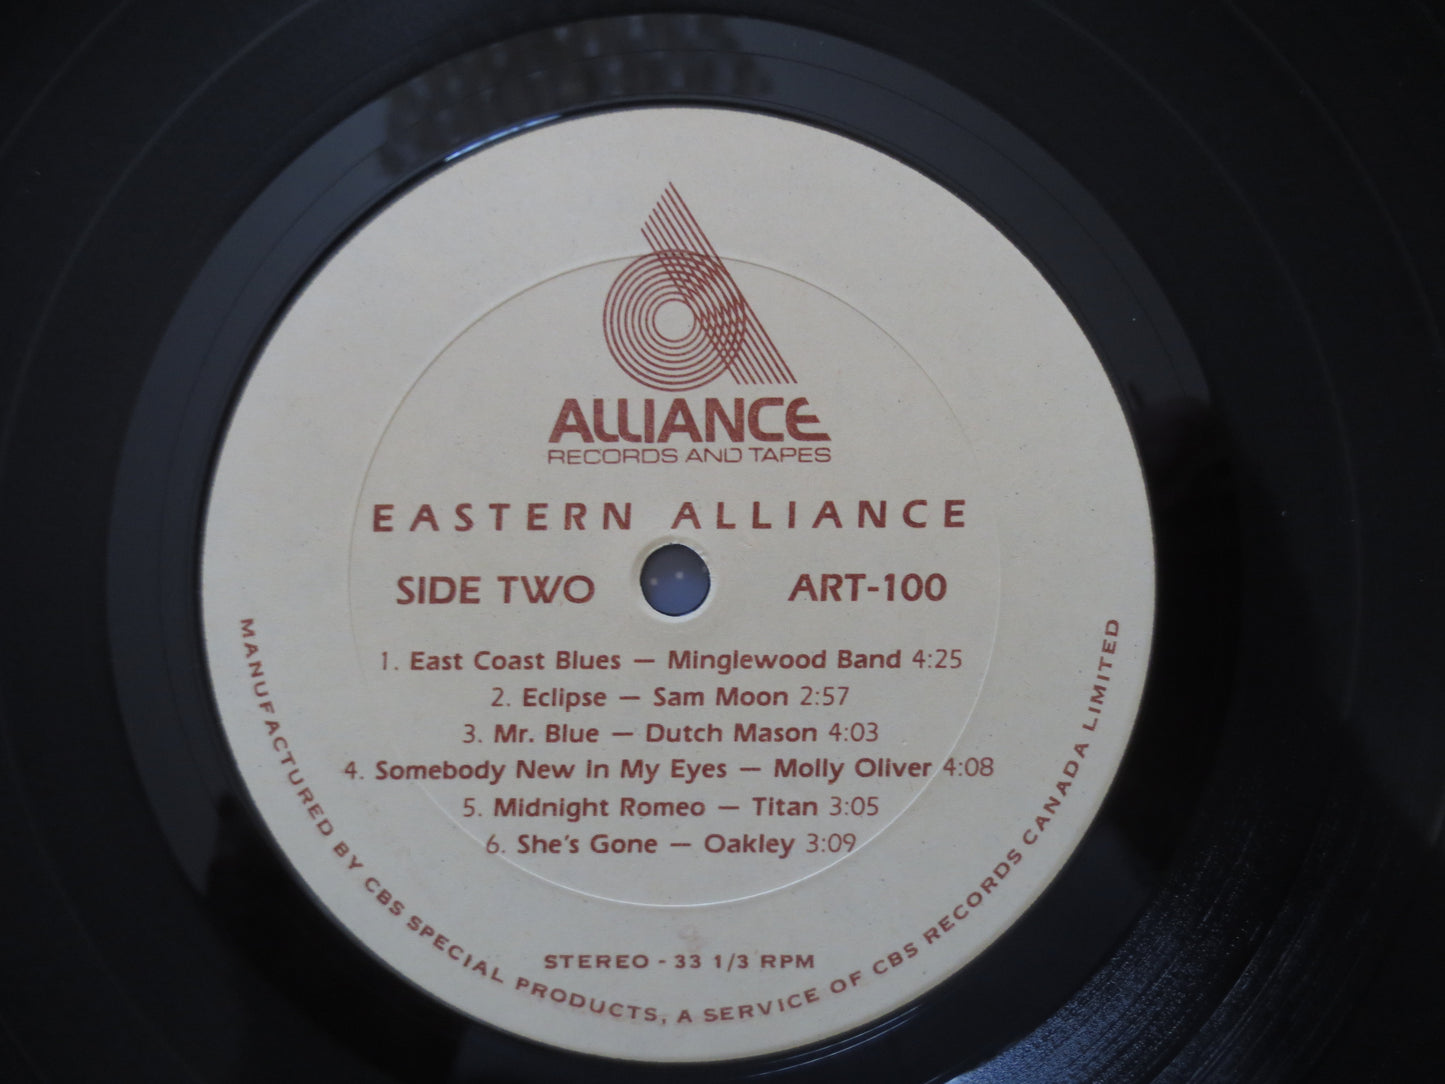 ALLIANCE
RECORDS AND TAPES
EASTERN ALLIANCE
SIDE TWO ART-100
1. East Coast Blues — Minglewood Band 4:25
2. Eclipse — Sam Moon 2:57
3. Mr. Blue — Dutch Mason 4:03
4. Somebody New in My Eyes — Molly Oliver 4:08
5. Midnight Romeo — Titan 3:05
6. She's Gone — Oakley 3:09
STEREO - 33 1/3 RPM
MANUFACTURED BY CBS SPECIAL PRODUCTS, A SERVICE OF CBS RECORDS CANADA LIMITED